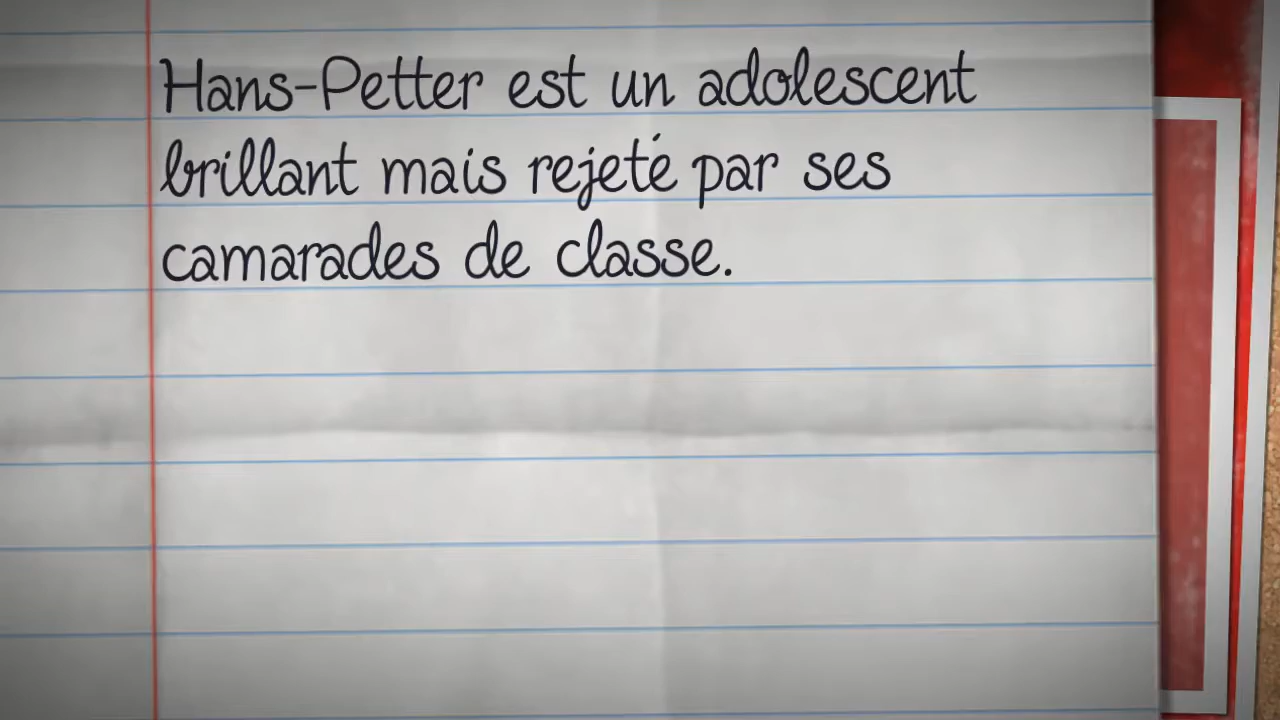 Hans-Petter est un adolescent
brillant mais rejeté par ses
camarades de classe.